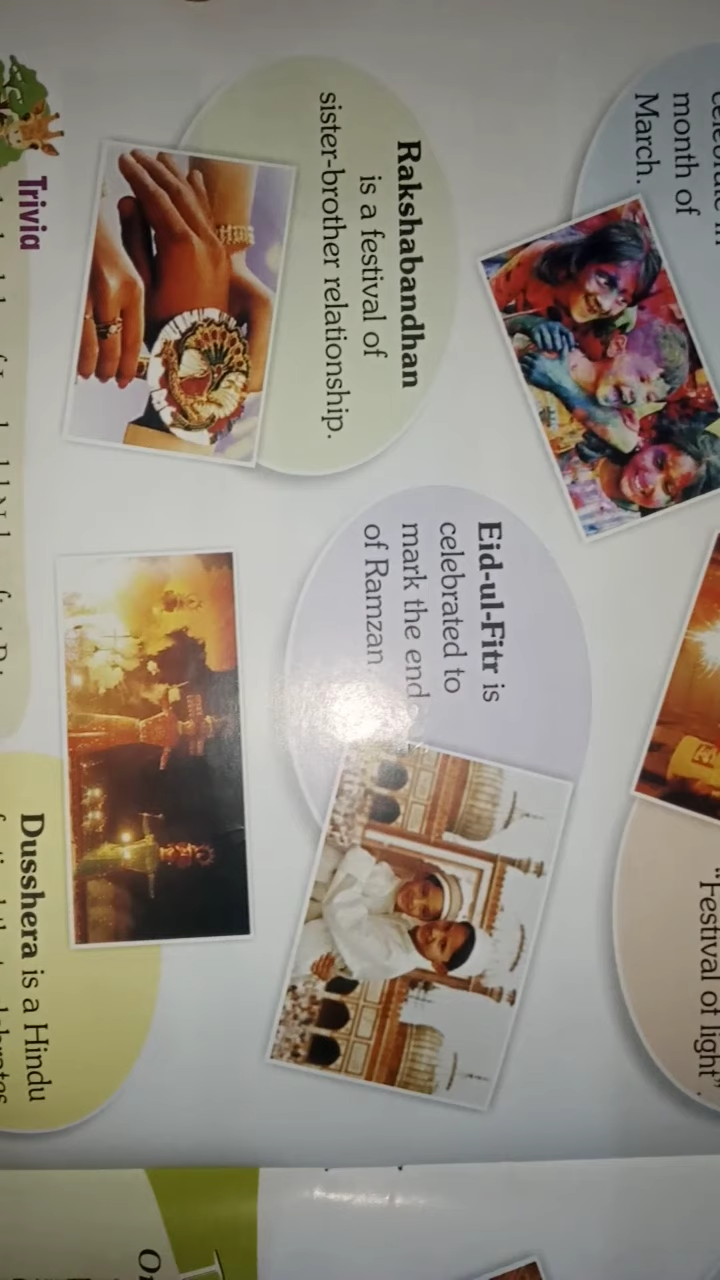 month of
March.
"Festival of light".
Rakshabandhan
is a festival of
sister-brother relationship.
Eid-ul-Fitr is
celebrated to
mark the end of
of Ramzan
Trivia
Dusshera is a Hindu